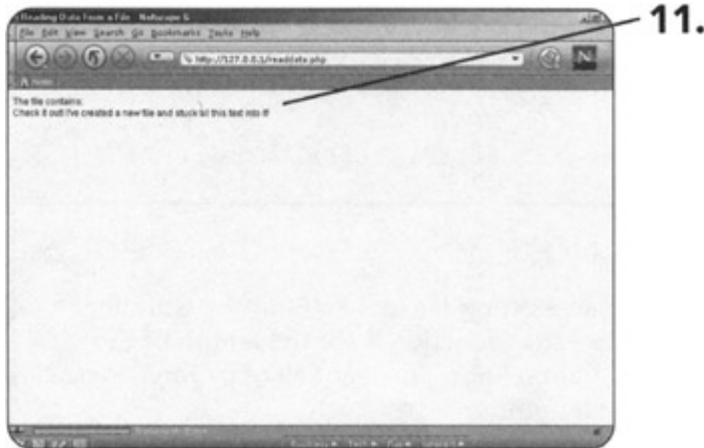 Reading Data From a File - Netscape 6
11.
File Edit View Search Go Bookmarks Tasks Help
http://127.0.0.1/readdata.php
The file contains:
Check it out! I've created a new file and stuck all this text into it!